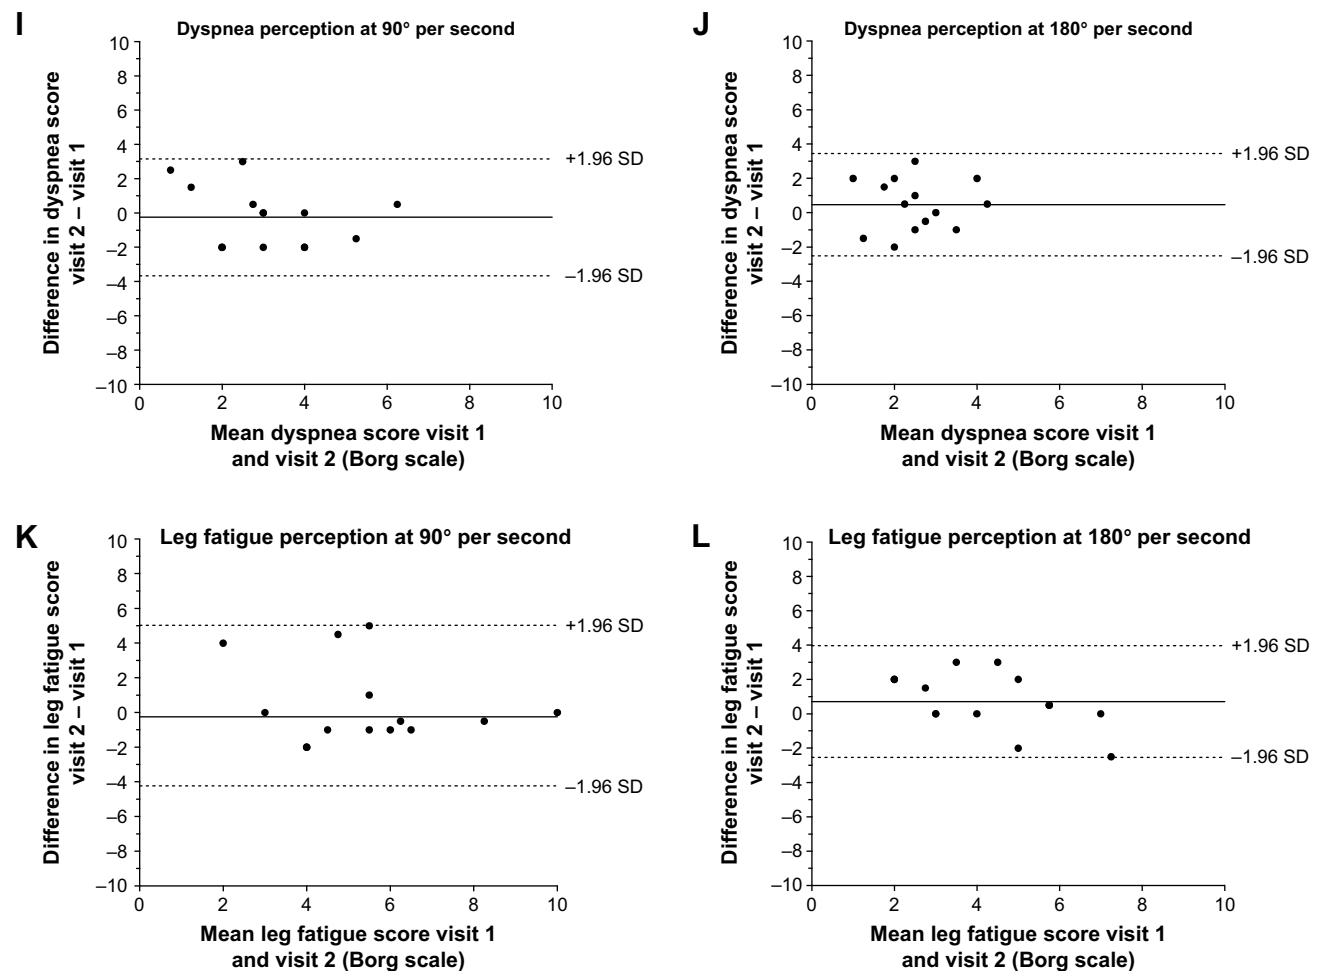 I
Dyspnea perception at 90° per second
Difference in dyspnea score
visit 2 – visit 1
10
8
6
4
2
0
–2
–4
–6
–8
–10
+1.96 SD
–1.96 SD
0 2 4 6 8 10
Mean dyspnea score visit 1
and visit 2 (Borg scale)
J
Dyspnea perception at 180° per second
Difference in dyspnea score
visit 2 – visit 1
10
8
6
4
2
0
–2
–4
–6
–8
–10
+1.96 SD
–1.96 SD
0 2 4 6 8 10
Mean dyspnea score visit 1
and visit 2 (Borg scale)
K
Leg fatigue perception at 90° per second
Difference in leg fatigue score
visit 2 – visit 1
10
8
6
4
2
0
–2
–4
–6
–8
–10
+1.96 SD
–1.96 SD
0 2 4 6 8 10
Mean leg fatigue score visit 1
and visit 2 (Borg scale)
L
Leg fatigue perception at 180° per second
Difference in leg fatigue score
visit 2 – visit 1
10
8
6
4
2
0
–2
–4
–6
–8
–10
+1.96 SD
–1.96 SD
0 2 4 6 8 10
Mean leg fatigue score visit 1
and visit 2 (Borg scale)